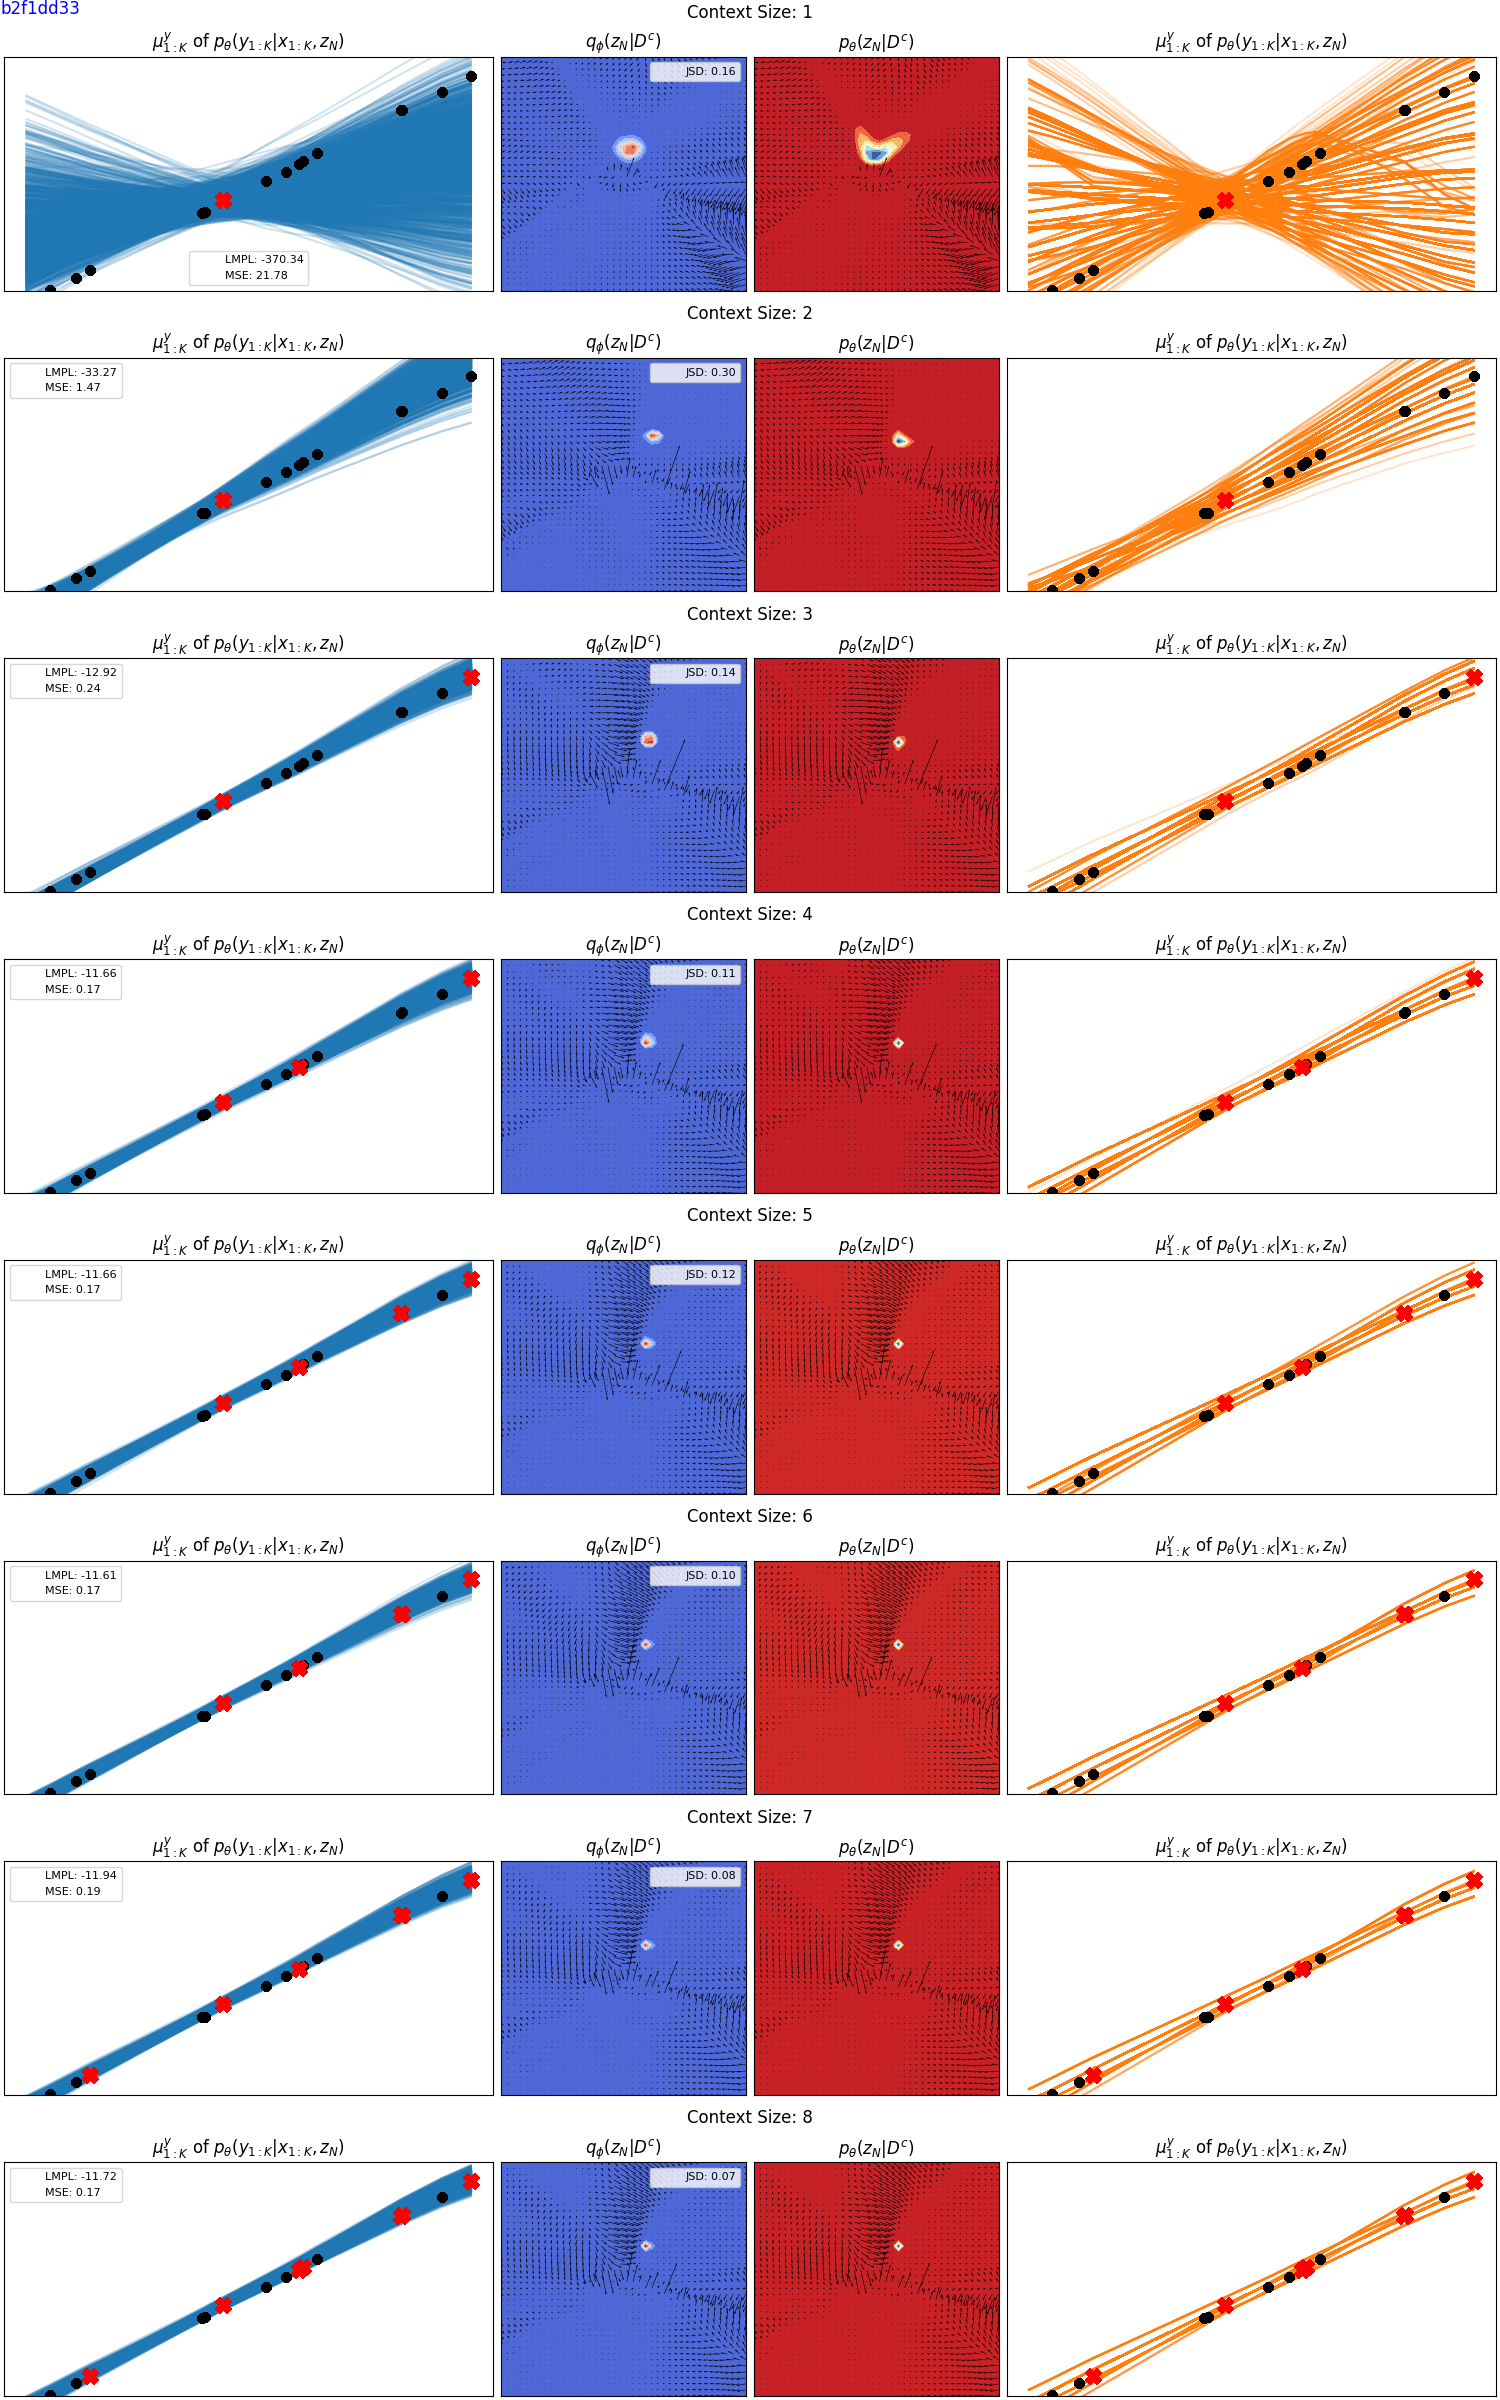 b2f1dd33
Context Size: 1
μ^y_{1:K} of p_θ(y_{1:K}|x_{1:K}, z_N) q_ϕ(z_N|D^c) p_θ(z_N|D^c) μ^y_{1:K} of p_θ(y_{1:K}|x_{1:K}, z_N)
JSD: 0.16
LMPL: -370.34
MSE: 21.78
Context Size: 2
μ^y_{1:K} of p_θ(y_{1:K}|x_{1:K}, z_N) q_ϕ(z_N|D^c) p_θ(z_N|D^c) μ^y_{1:K} of p_θ(y_{1:K}|x_{1:K}, z_N)
LMPL: -33.27
MSE: 1.47
JSD: 0.30
Context Size: 3
μ^y_{1:K} of p_θ(y_{1:K}|x_{1:K}, z_N) q_ϕ(z_N|D^c) p_θ(z_N|D^c) μ^y_{1:K} of p_θ(y_{1:K}|x_{1:K}, z_N)
LMPL: -12.92
MSE: 0.24
JSD: 0.14
Context Size: 4
μ^y_{1:K} of p_θ(y_{1:K}|x_{1:K}, z_N) q_ϕ(z_N|D^c) p_θ(z_N|D^c) μ^y_{1:K} of p_θ(y_{1:K}|x_{1:K}, z_N)
LMPL: -11.66
MSE: 0.17
JSD: 0.11
Context Size: 5
μ^y_{1:K} of p_θ(y_{1:K}|x_{1:K}, z_N) q_ϕ(z_N|D^c) p_θ(z_N|D^c) μ^y_{1:K} of p_θ(y_{1:K}|x_{1:K}, z_N)
LMPL: -11.66
MSE: 0.17
JSD: 0.12
Context Size: 6
μ^y_{1:K} of p_θ(y_{1:K}|x_{1:K}, z_N) q_ϕ(z_N|D^c) p_θ(z_N|D^c) μ^y_{1:K} of p_θ(y_{1:K}|x_{1:K}, z_N)
LMPL: -11.61
MSE: 0.17
JSD: 0.10
Context Size: 7
μ^y_{1:K} of p_θ(y_{1:K}|x_{1:K}, z_N) q_ϕ(z_N|D^c) p_θ(z_N|D^c) μ^y_{1:K} of p_θ(y_{1:K}|x_{1:K}, z_N)
LMPL: -11.94
MSE: 0.19
JSD: 0.08
Context Size: 8
μ^y_{1:K} of p_θ(y_{1:K}|x_{1:K}, z_N) q_ϕ(z_N|D^c) p_θ(z_N|D^c) μ^y_{1:K} of p_θ(y_{1:K}|x_{1:K}, z_N)
LMPL: -11.72
MSE: 0.17
JSD: 0.07